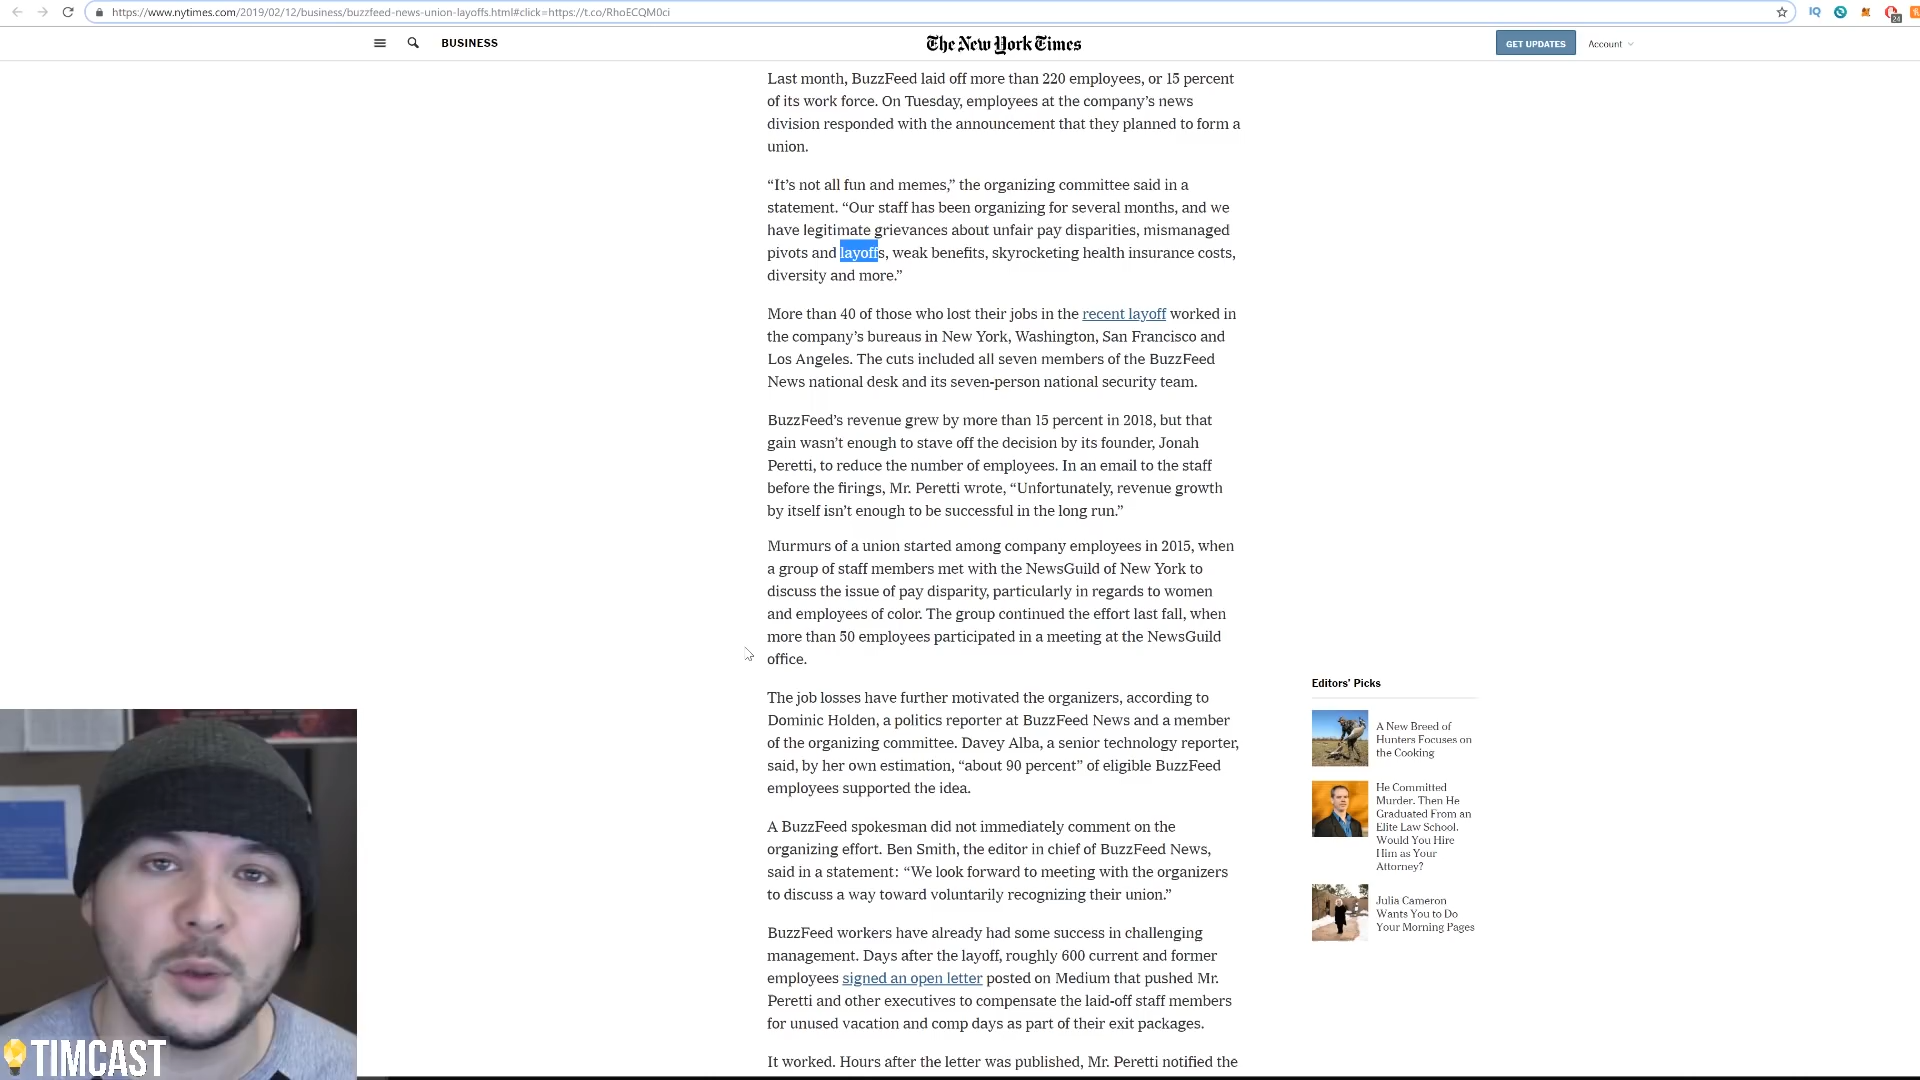 https://www.nytimes.com/2019/02/12/business/buzzfeed-news-union-layoffs.html#click=https://t.co/RhoECQM0ci
IQ
24
BUSINESS
The New York Times
GET UPDATES
Account
Last month, BuzzFeed laid off more than 220 employees, or 15 percent
of its work force. On Tuesday, employees at the company’s news
division responded with the announcement that they planned to form a
union.
“It’s not all fun and memes,” the organizing committee said in a
statement. “Our staff has been organizing for several months, and we
have legitimate grievances about unfair pay disparities, mismanaged
pivots and layoffs, weak benefits, skyrocketing health insurance costs,
diversity and more.”
More than 40 of those who lost their jobs in the recent layoff worked in
the company’s bureaus in New York, Washington, San Francisco and
Los Angeles. The cuts included all seven members of the BuzzFeed
News national desk and its seven-person national security team.
BuzzFeed’s revenue grew by more than 15 percent in 2018, but that
gain wasn’t enough to stave off the decision by its founder, Jonah
Peretti, to reduce the number of employees. In an email to the staff
before the firings, Mr. Peretti wrote, “Unfortunately, revenue growth
by itself isn’t enough to be successful in the long run.”
Murmurs of a union started among company employees in 2015, when
a group of staff members met with the NewsGuild of New York to
discuss the issue of pay disparity, particularly in regards to women
and employees of color. The group continued the effort last fall, when
more than 50 employees participated in a meeting at the NewsGuild
office.
The job losses have further motivated the organizers, according to
Dominic Holden, a politics reporter at BuzzFeed News and a member
of the organizing committee. Davey Alba, a senior technology reporter,
said, by her own estimation, “about 90 percent” of eligible BuzzFeed
employees supported the idea.
A BuzzFeed spokesman did not immediately comment on the
organizing effort. Ben Smith, the editor in chief of BuzzFeed News,
said in a statement: “We look forward to meeting with the organizers
to discuss a way toward voluntarily recognizing their union.”
BuzzFeed workers have already had some success in challenging
management. Days after the layoff, roughly 600 current and former
employees signed an open letter posted on Medium that pushed Mr.
Peretti and other executives to compensate the laid-off staff members
for unused vacation and comp days as part of their exit packages.
It worked. Hours after the letter was published, Mr. Peretti notified the
Editors’ Picks
A New Breed of
Hunters Focuses on
the Cooking
He Committed
Murder. Then He
Graduated From an
Elite Law School.
Would You Hire
Him as Your
Attorney?
Julia Cameron
Wants You to Do
Your Morning Pages
TIMCAST